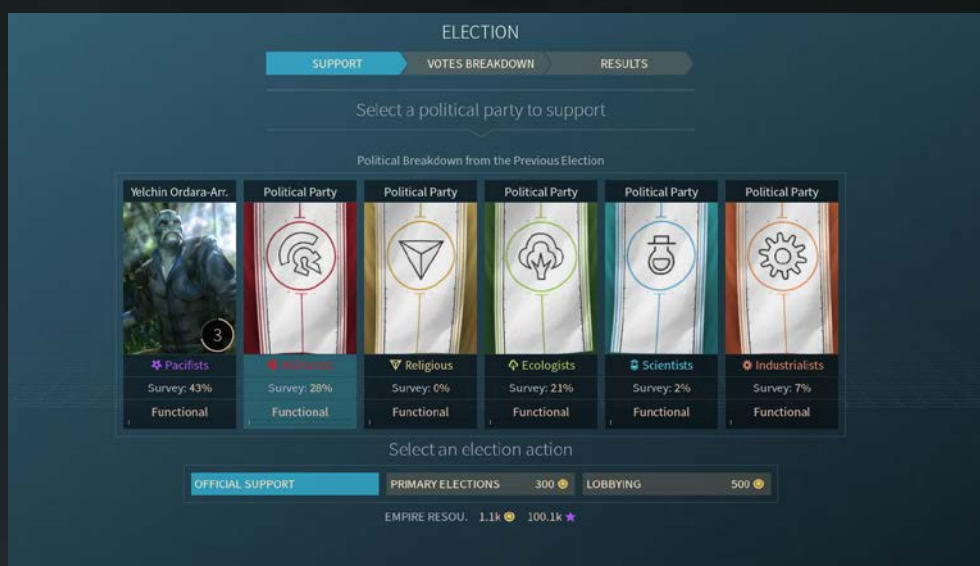 ELECTION
SUPPORT VOTES BREAKDOWN RESULTS
Select a political party to support
Political Breakdown from the Previous Election
Yelchin Ordara-Arr. Political Party Political Party Political Party Political Party Political Party
3
Pacifists Religious Ecologists Scientists Industrialists
Survey: 43% Survey: 28% Survey: 0% Survey: 21% Survey: 2% Survey: 7%
Functional Functional Functional Functional Functional Functional
Select an election action
OFFICIAL SUPPORT PRIMARY ELECTIONS 300 LOBBYING 500
EMPIRE RESOU. 1.1k 100.1k